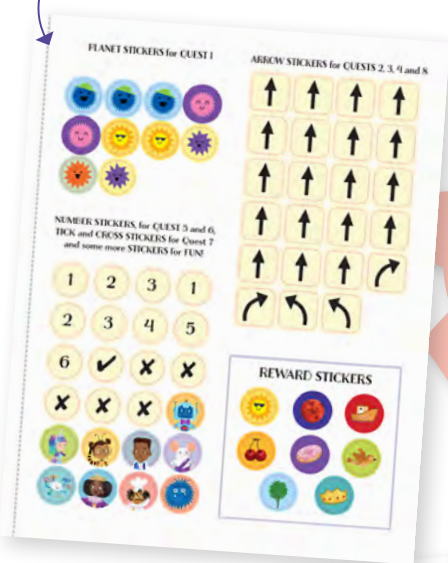 PLANET STICKERS for QUEST 1
ARROW STICKERS for QUESTS 2, 3, 4 and 8
NUMBER STICKERS, for QUEST 5 and 6,
TICK and CROSS STICKERS for Quest 7
and some more STICKERS for FUN!
1 2 3 1
2 3 4 5
6
REWARD STICKERS